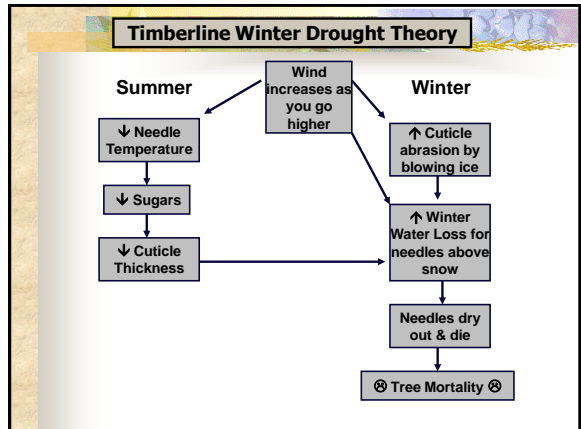 Timberline Winter Drought Theory
Summer
Wind
increases as
you go
higher
Winter
↓ Needle
Temperature
↓ Sugars
↓ Cuticle
Thickness
↑ Cuticle
abrasion by
blowing ice
↑ Winter
Water Loss for
needles above
snow
Needles dry
out & die
☹ Tree Mortality ☹